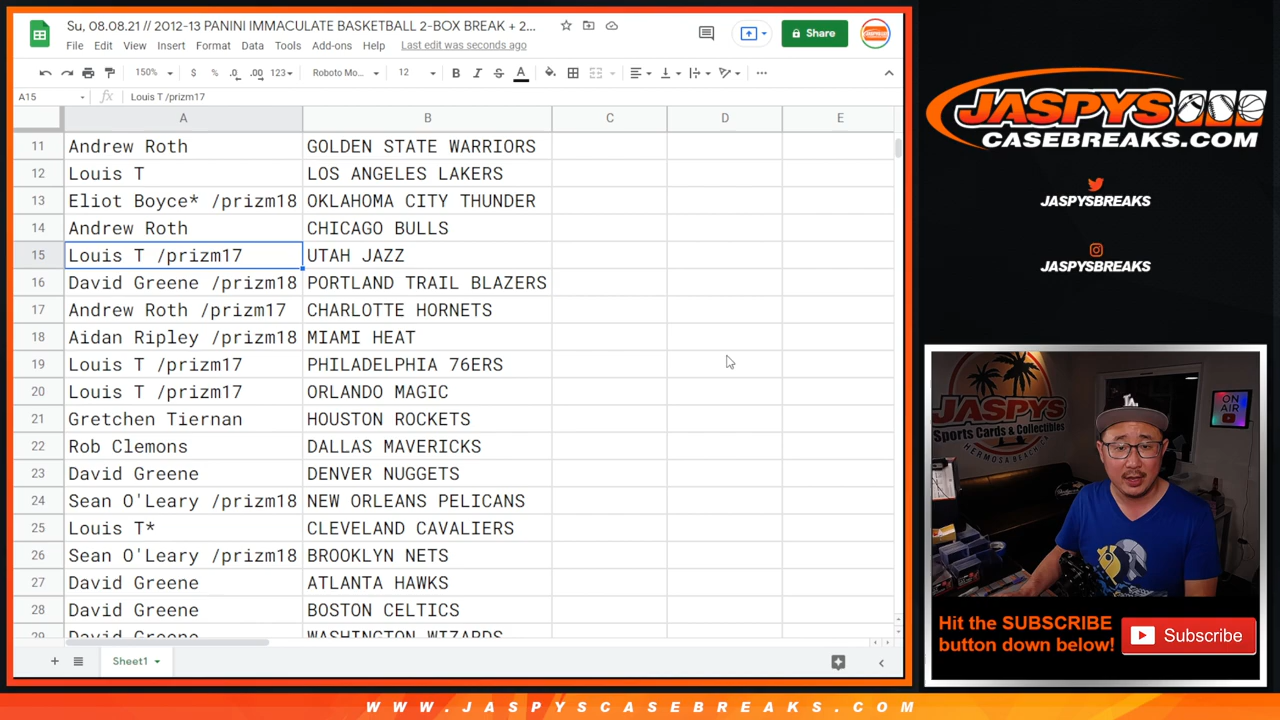 Su, 08.08.21 // 2012-13 PANINI IMMACULATE BASKETBALL 2-BOX BREAK + 2...
File Edit View Insert Format Data Tools Add-ons Help Last edit was seconds ago
Share
150% $ % .0 .00 123 Roboto Mo... 12 B I S A
A15 fx Louis T /prizm17
A B C D E
11 Andrew Roth GOLDEN STATE WARRIORS
12 Louis T LOS ANGELES LAKERS
13 Eliot Boyce* /prizm18 OKLAHOMA CITY THUNDER
14 Andrew Roth CHICAGO BULLS
15 Louis T /prizm17 UTAH JAZZ
16 David Greene /prizm18 PORTLAND TRAIL BLAZERS
17 Andrew Roth /prizm17 CHARLOTTE HORNETS
18 Aidan Ripley /prizm18 MIAMI HEAT
19 Louis T /prizm17 PHILADELPHIA 76ERS
20 Louis T /prizm17 ORLANDO MAGIC
21 Gretchen Tiernan HOUSTON ROCKETS
22 Rob Clemons DALLAS MAVERICKS
23 David Greene DENVER NUGGETS
24 Sean O'Leary /prizm18 NEW ORLEANS PELICANS
25 Louis T* CLEVELAND CAVALIERS
26 Sean O'Leary /prizm18 BROOKLYN NETS
27 David Greene ATLANTA HAWKS
28 David Greene BOSTON CELTICS
29 David Greene WASHINGTON WIZARDS
Sheet1
JASPYS
CASEBREAKS.COM
JASPYSBREAKS
JASPYSBREAKS
JASPYS
Sports Cards & Collectibles
HERMOSA BEACH, CA
ON
AIR
LA
Hit the SUBSCRIBE
button down below!
Subscribe
WWW.JASPYSCASEBREAKS.COM